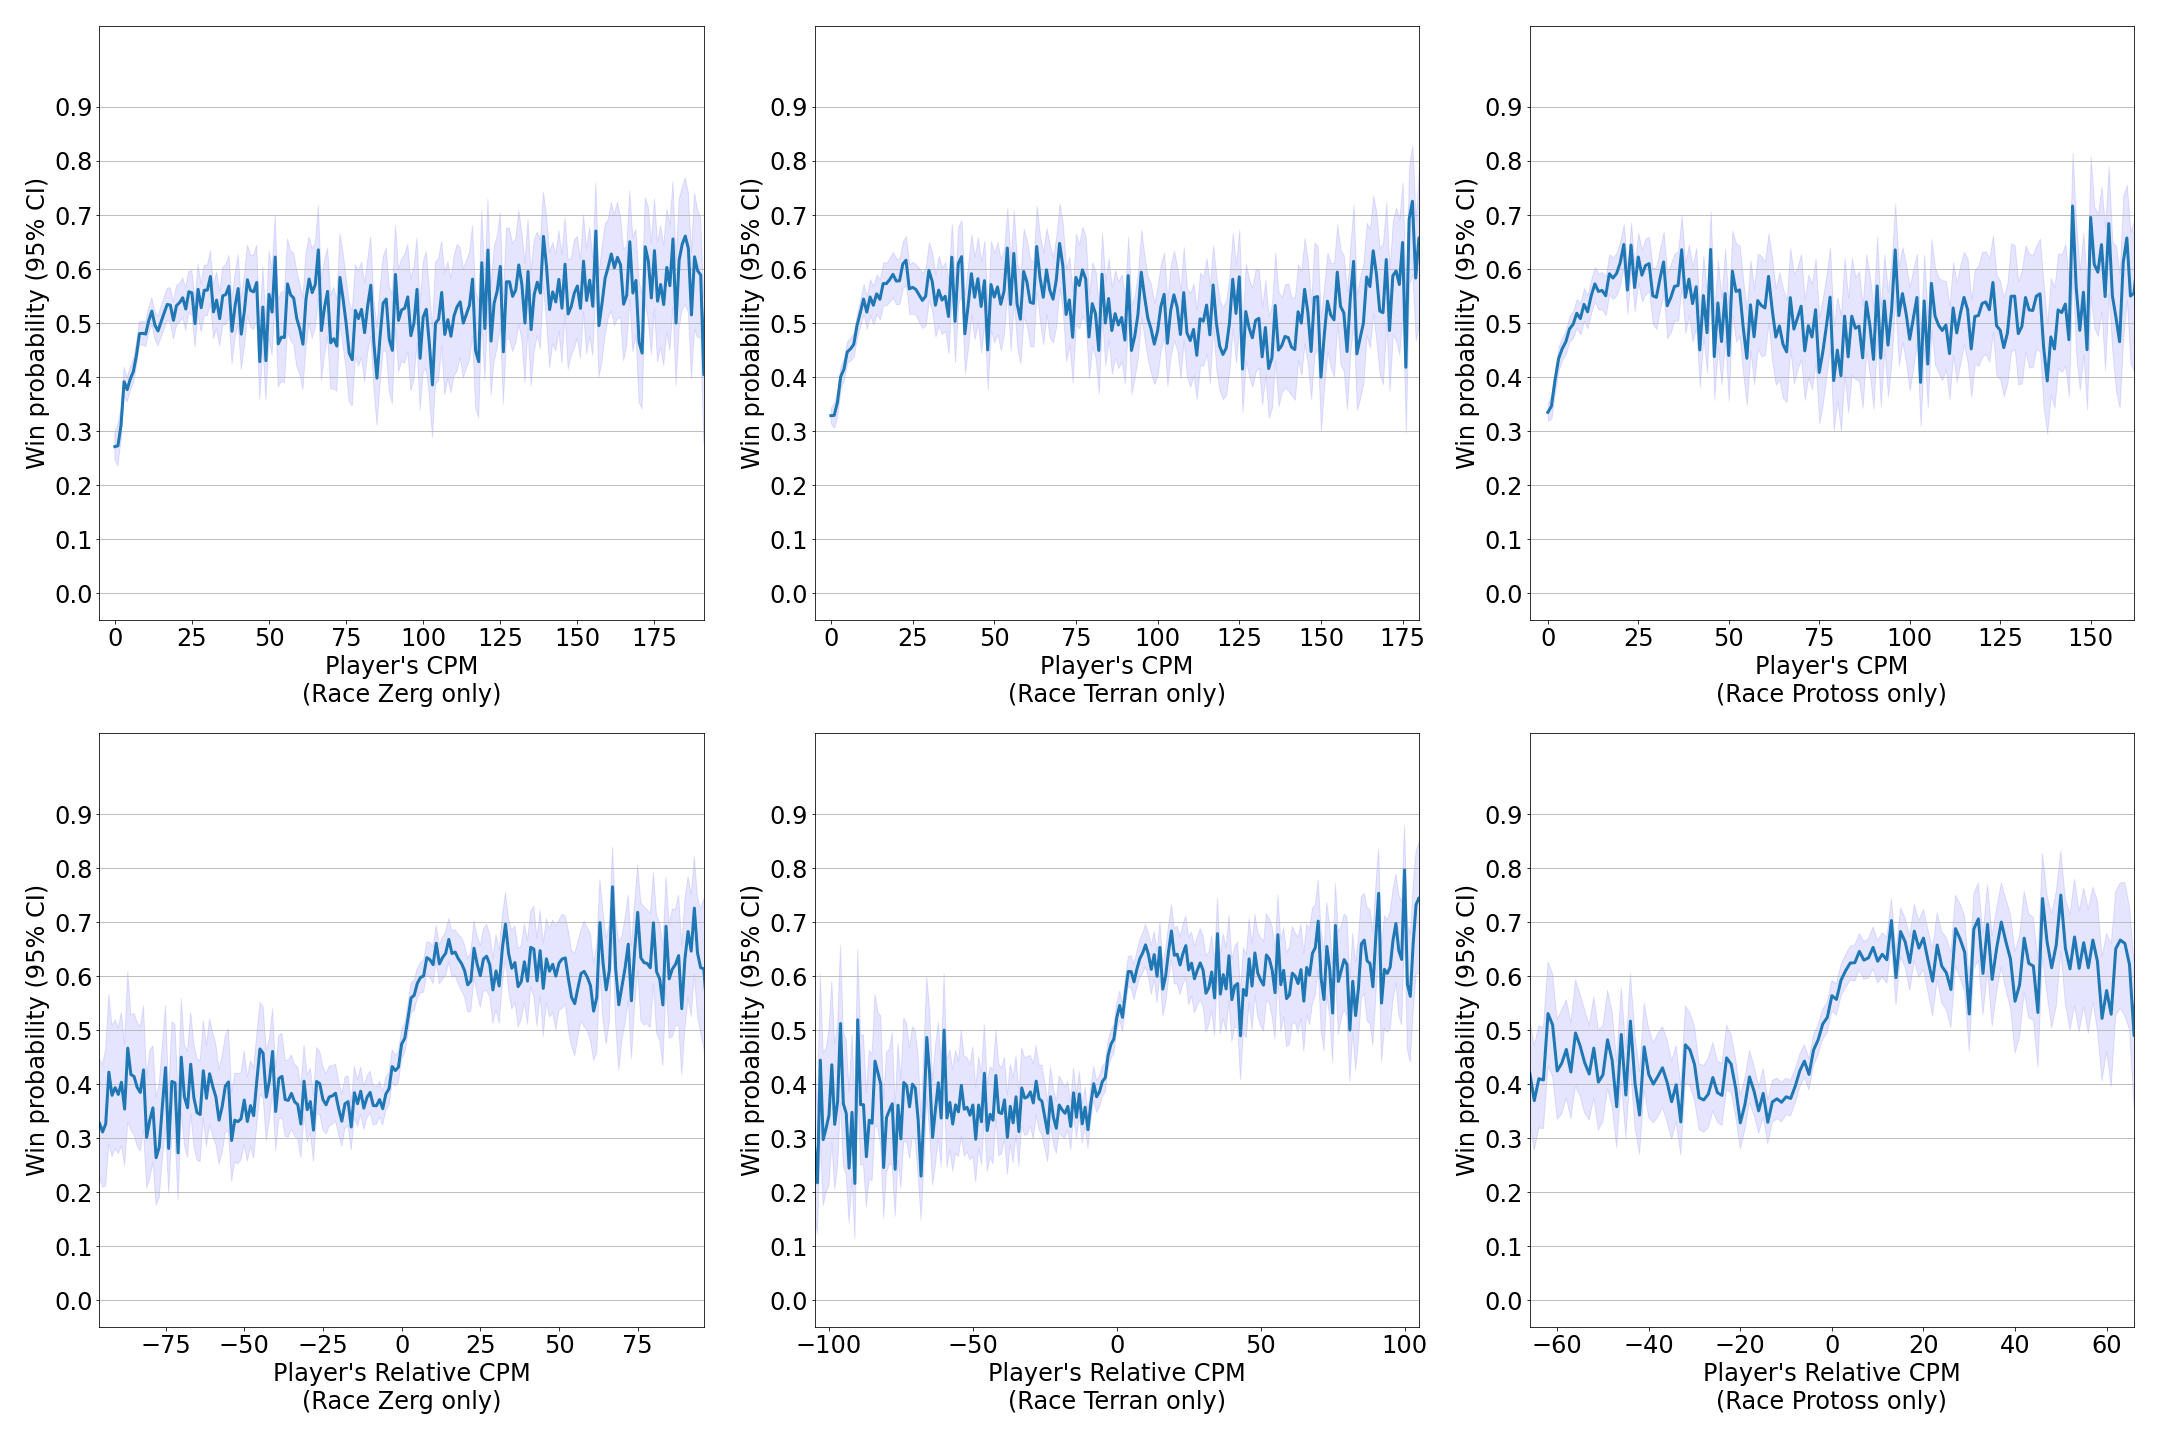 Win probability (95% CI)
0.9
0.8
0.7
0.6
0.5
0.4
0.3
0.2
0.1
0.0
0 25 50 75 100 125 150 175
Player's CPM
(Race Zerg only)
Win probability (95% CI)
0.9
0.8
0.7
0.6
0.5
0.4
0.3
0.2
0.1
0.0
0 25 50 75 100 125 150 175
Player's CPM
(Race Terran only)
Win probability (95% CI)
0.9
0.8
0.7
0.6
0.5
0.4
0.3
0.2
0.1
0.0
0 25 50 75 100 125 150
Player's CPM
(Race Protoss only)
Win probability (95% CI)
0.9
0.8
0.7
0.6
0.5
0.4
0.3
0.2
0.1
0.0
−75 −50 −25 0 25 50 75
Player's Relative CPM
(Race Zerg only)
Win probability (95% CI)
0.9
0.8
0.7
0.6
0.5
0.4
0.3
0.2
0.1
0.0
−100 −50 0 50 100
Player's Relative CPM
(Race Terran only)
Win probability (95% CI)
0.9
0.8
0.7
0.6
0.5
0.4
0.3
0.2
0.1
0.0
−60 −40 −20 0 20 40 60
Player's Relative CPM
(Race Protoss only)